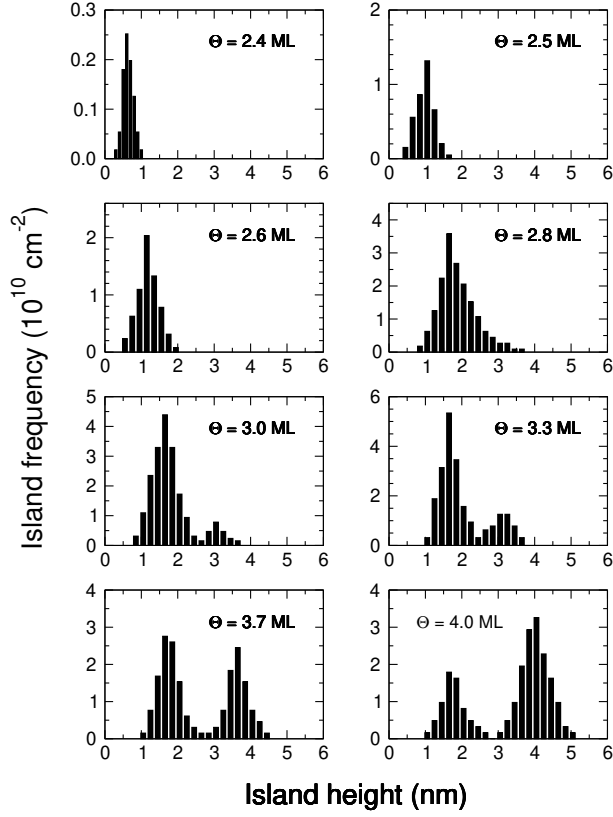 0.3
0.2
0.1
0.0
Θ = 2.4 ML
0 1 2 3 4 5 6
2
1
0
Θ = 2.5 ML
0 1 2 3 4 5 6
2
1
0
Θ = 2.6 ML
0 1 2 3 4 5 6
4
3
2
1
0
Θ = 2.8 ML
0 1 2 3 4 5 6
5
4
3
2
1
0
Θ = 3.0 ML
0 1 2 3 4 5 6
6
4
2
0
Θ = 3.3 ML
0 1 2 3 4 5 6
4
3
2
1
0
Θ = 3.7 ML
0 1 2 3 4 5 6
4
3
2
1
0
Θ = 4.0 ML
0 1 2 3 4 5 6
Island frequency (10¹⁰ cm⁻²)
Island height (nm)